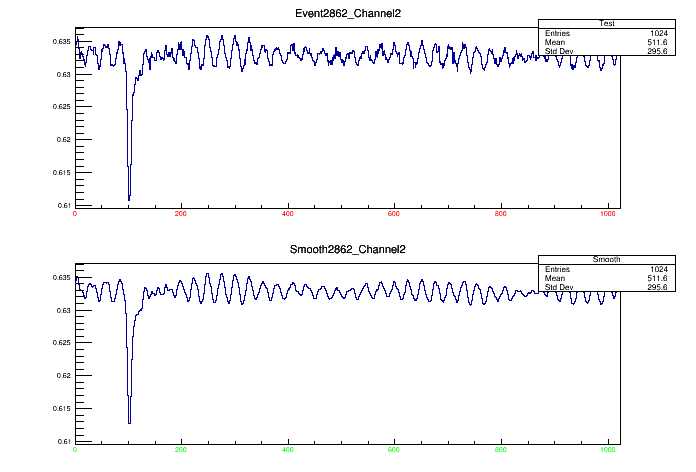 Event2862_Channel2
Test
Entries 1024
Mean 511.6
Std Dev 295.6
0.635
0.63
0.625
0.62
0.615
0.61
0 200 400 600 800 1000
Smooth2862_Channel2
Smooth
Entries 1024
Mean 511.6
Std Dev 295.6
0.635
0.63
0.625
0.62
0.615
0.61
0 200 400 600 800 1000